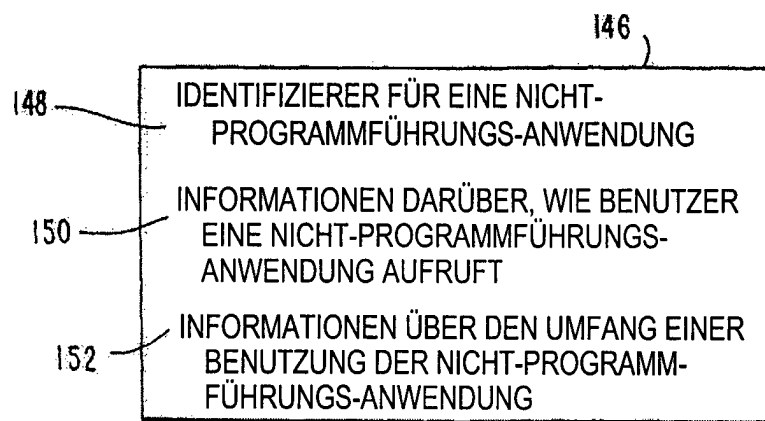 146
148
IDENTIFIZIERER FÜR EINE NICHT-
PROGRAMMFÜHRUNGS-ANWENDUNG
150
INFORMATIONEN DARÜBER, WIE BENUTZER
EINE NICHT-PROGRAMMFÜHRUNGS-
ANWENDUNG AUFRUFT
152
INFORMATIONEN ÜBER DEN UMFANG EINER
BENUTZUNG DER NICHT-PROGRAMM-
FÜHRUNGS-ANWENDUNG